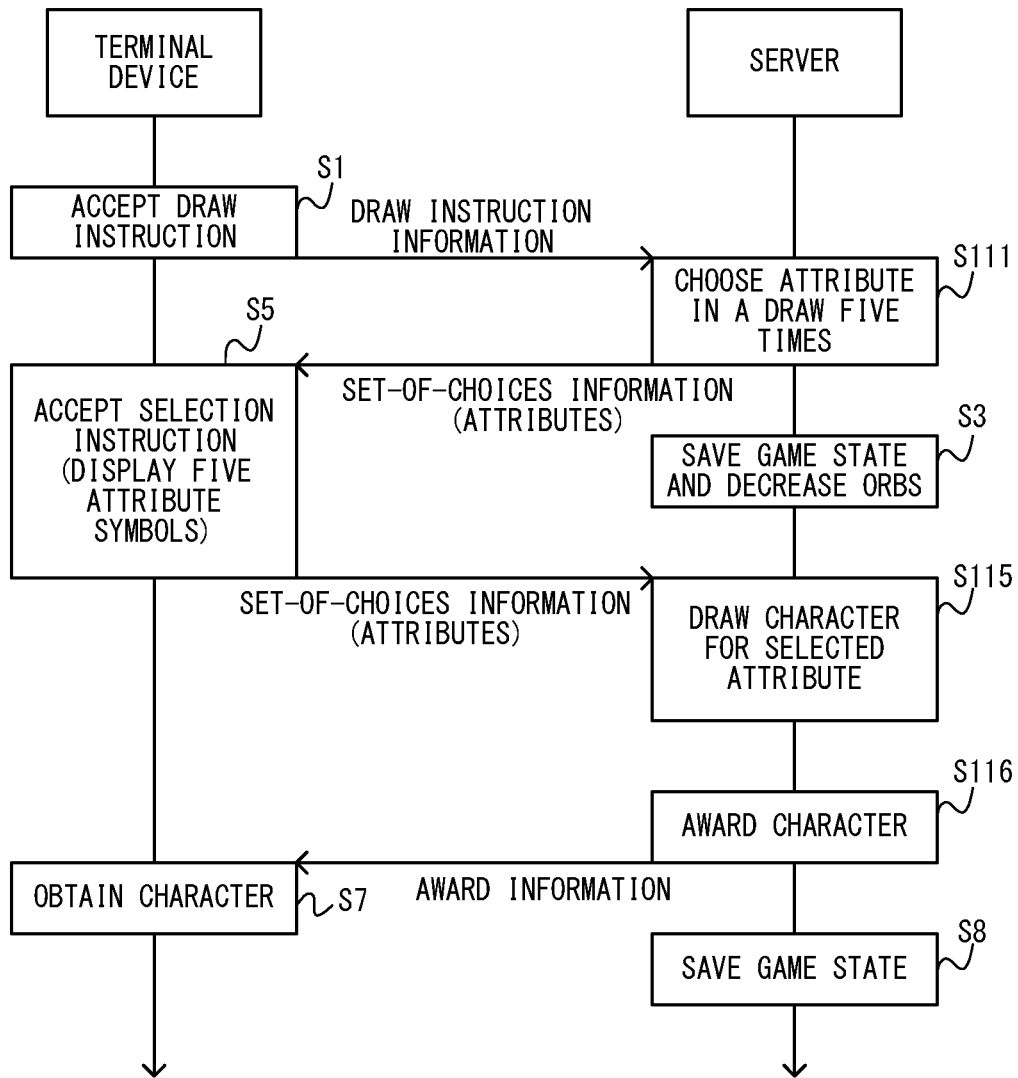 TERMINAL
DEVICE
SERVER
S1
ACCEPT DRAW
INSTRUCTION
DRAW INSTRUCTION
INFORMATION
S111
CHOOSE ATTRIBUTE
IN A DRAW FIVE
TIMES
S5
SET-OF-CHOICES INFORMATION
(ATTRIBUTES)
ACCEPT SELECTION
INSTRUCTION
(DISPLAY FIVE
ATTRIBUTE
SYMBOLS)
S3
SAVE GAME STATE
AND DECREASE ORBS
SET-OF-CHOICES INFORMATION
(ATTRIBUTES)
S115
DRAW CHARACTER
FOR SELECTED
ATTRIBUTE
S116
AWARD CHARACTER
AWARD INFORMATION
OBTAIN CHARACTER
S7
S8
SAVE GAME STATE